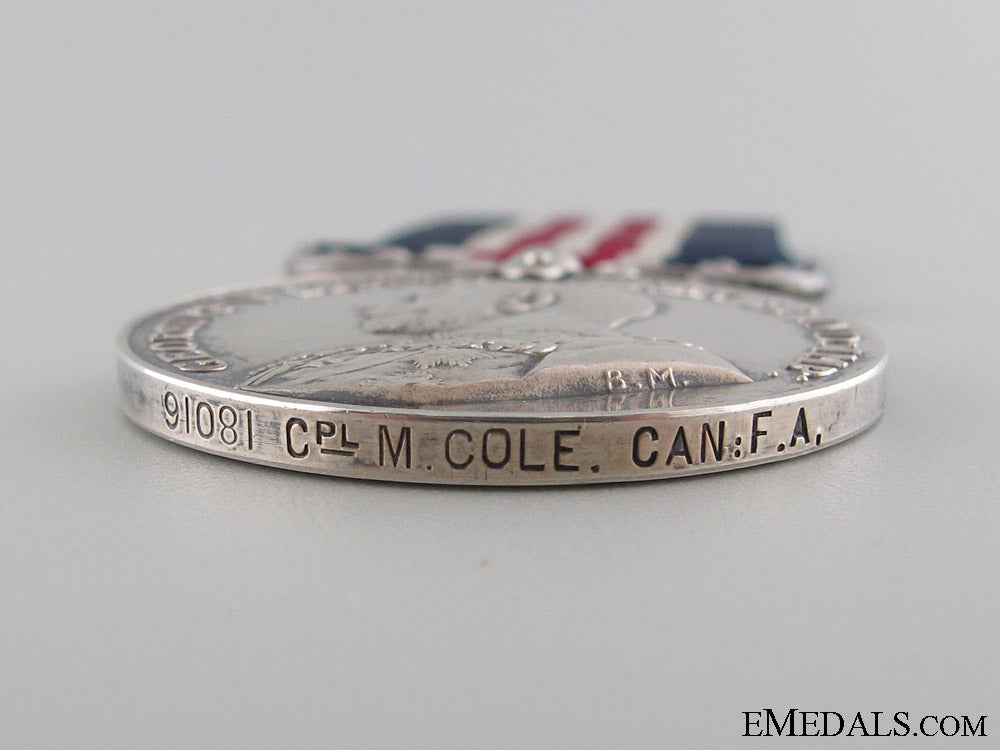 B.M.
91081 CPL M. COLE. CAN: F.A.
EMEDALS.COM